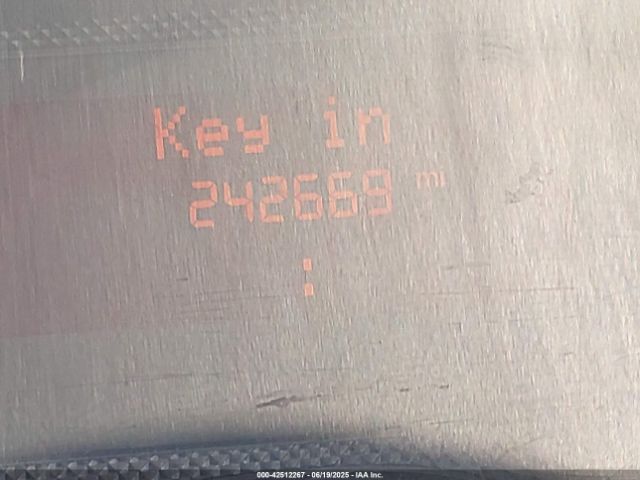 Key in
242669 mi
:
000-42512267 - 06/19/2025 - IAA Inc.